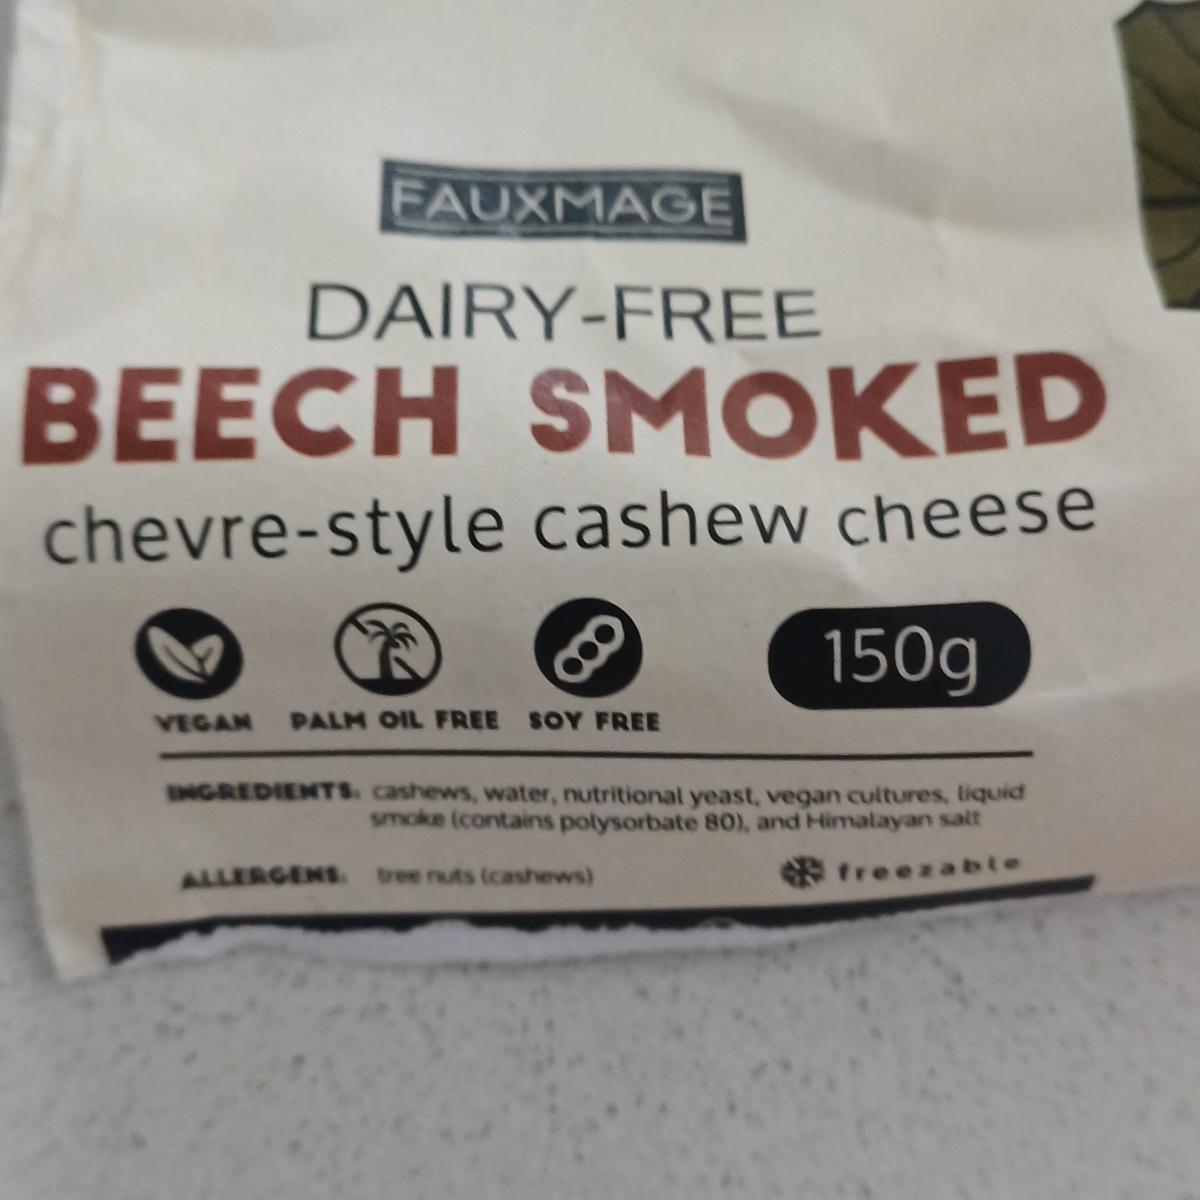 FAUXMAGE
DAIRY-FREE
BEECH SMOKED
chevre-style cashew cheese
150g
VEGAN PALM OIL FREE SOY FREE
INGREDIENTS: cashews, water, nutritional yeast, vegan cultures, liquid
smoke (contains polysorbate 80), and Himalayan salt
ALLERGENS: tree nuts (cashews) freezable